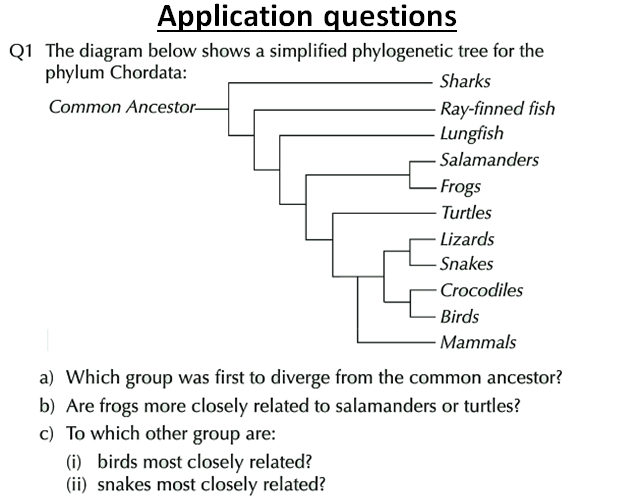 Application questions
Q1 The diagram below shows a simplified phylogenetic tree for the
phylum Chordata:
Sharks
Common Ancestor
Ray-finned fish
Lungfish
Salamanders
Frogs
Turtles
Lizards
Snakes
Crocodiles
Birds
Mammals
a) Which group was first to diverge from the common ancestor?
b) Are frogs more closely related to salamanders or turtles?
c) To which other group are:
(i) birds most closely related?
(ii) snakes most closely related?